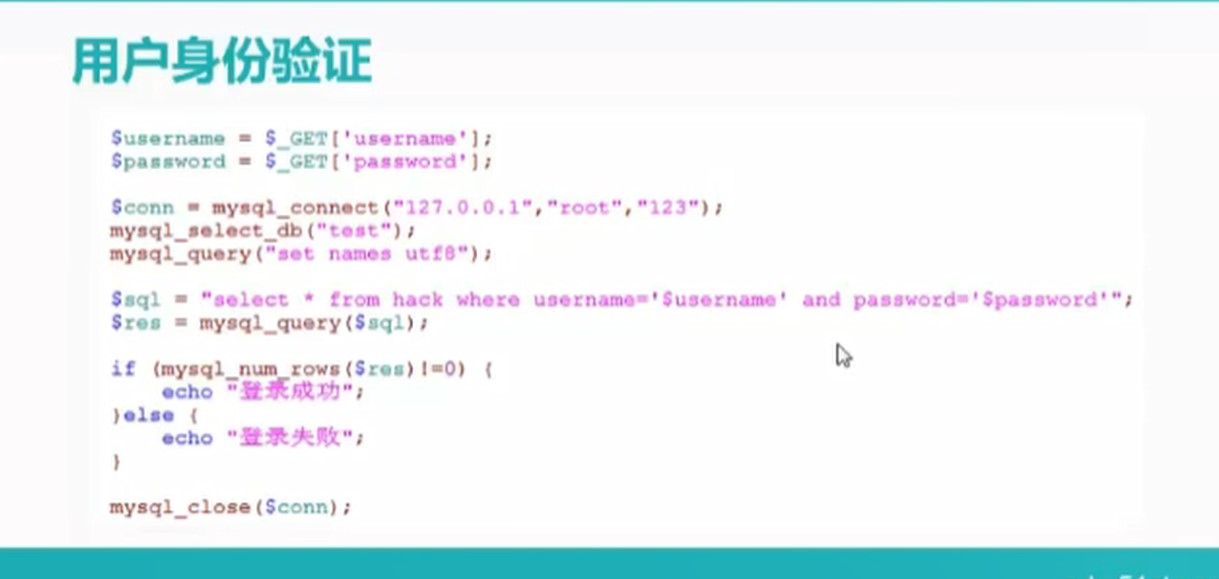 用户身份验证
$username = $_GET['username'];
$password = $_GET['password'];
$conn = mysql_connect("127.0.0.1","root","123");
mysql_select_db("test");
mysql_query("set names utf8");
$sql = "select * from hack where username='$username' and password='$password'";
$res = mysql_query($sql);
if (mysql_num_rows($res)!=0) {
    echo "登录成功";
}else {
    echo "登录失败";
}
mysql_close($conn);